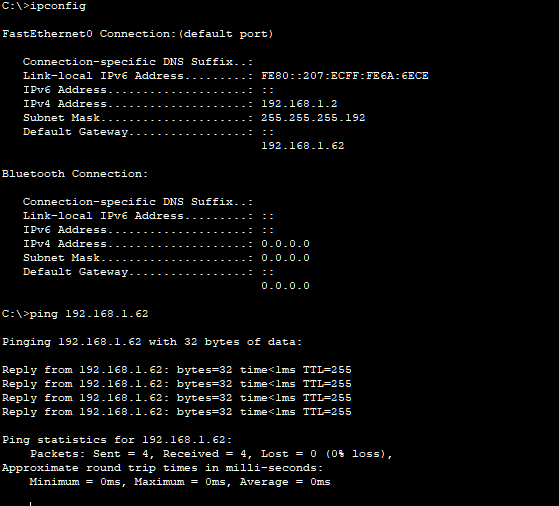 C:\>ipconfig
FastEthernet0 Connection:(default port)
Connection-specific DNS Suffix..:
Link-local IPv6 Address.........: FE80::207:ECFF:FE6A:6ECE
IPv6 Address....................: ::
IPv4 Address....................: 192.168.1.2
Subnet Mask.....................: 255.255.255.192
Default Gateway.................: ::
192.168.1.62
Bluetooth Connection:
Connection-specific DNS Suffix..:
Link-local IPv6 Address.........: ::
IPv6 Address....................: ::
IPv4 Address....................: 0.0.0.0
Subnet Mask.....................: 0.0.0.0
Default Gateway.................: ::
0.0.0.0
C:\>ping 192.168.1.62
Pinging 192.168.1.62 with 32 bytes of data:
Reply from 192.168.1.62: bytes=32 time<1ms TTL=255
Reply from 192.168.1.62: bytes=32 time<1ms TTL=255
Reply from 192.168.1.62: bytes=32 time<1ms TTL=255
Reply from 192.168.1.62: bytes=32 time<1ms TTL=255
Ping statistics for 192.168.1.62:
Packets: Sent = 4, Received = 4, Lost = 0 (0% loss),
Approximate round trip times in milli-seconds:
Minimum = 0ms, Maximum = 0ms, Average = 0ms